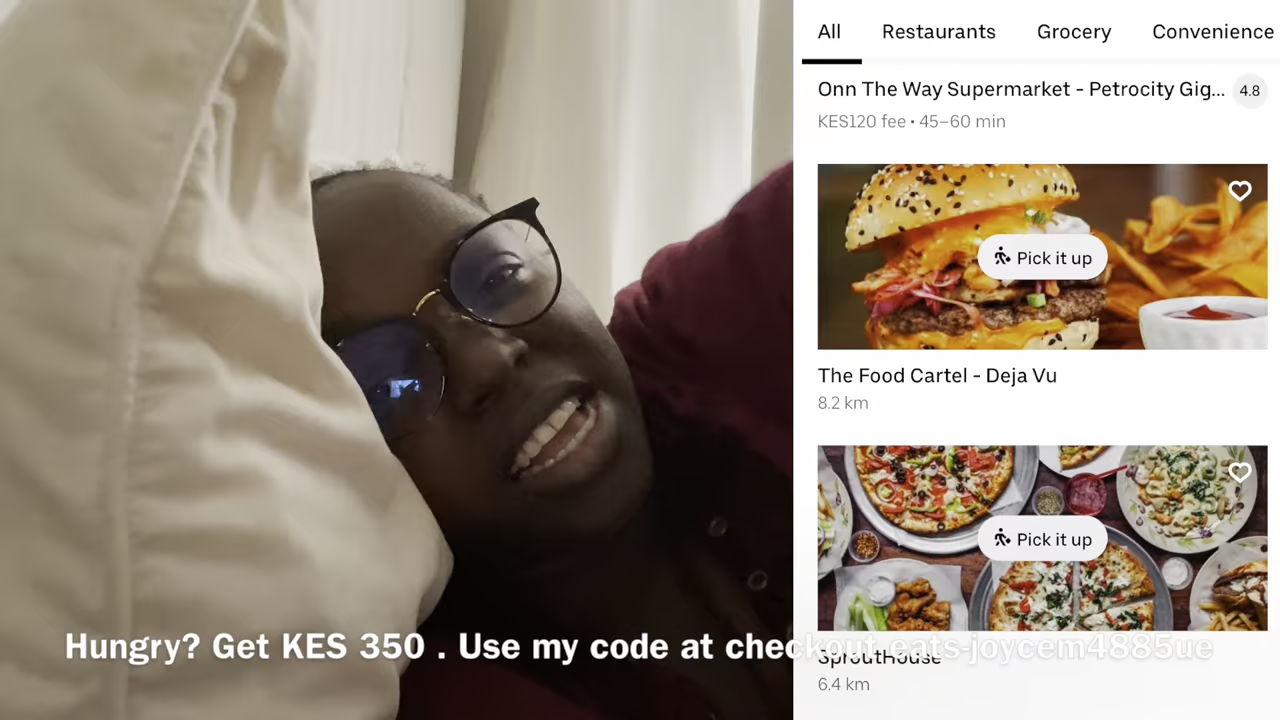 All Restaurants Grocery Convenience
Onn The Way Supermarket - Petrocity Gig... 4.8
KES120 fee • 45–60 min
Pick it up
The Food Cartel - Deja Vu
8.2 km
Pick it up
Hungry? Get KES 350 . Use my code at checkout eats-joycem4885ue
SproutHouse
6.4 km